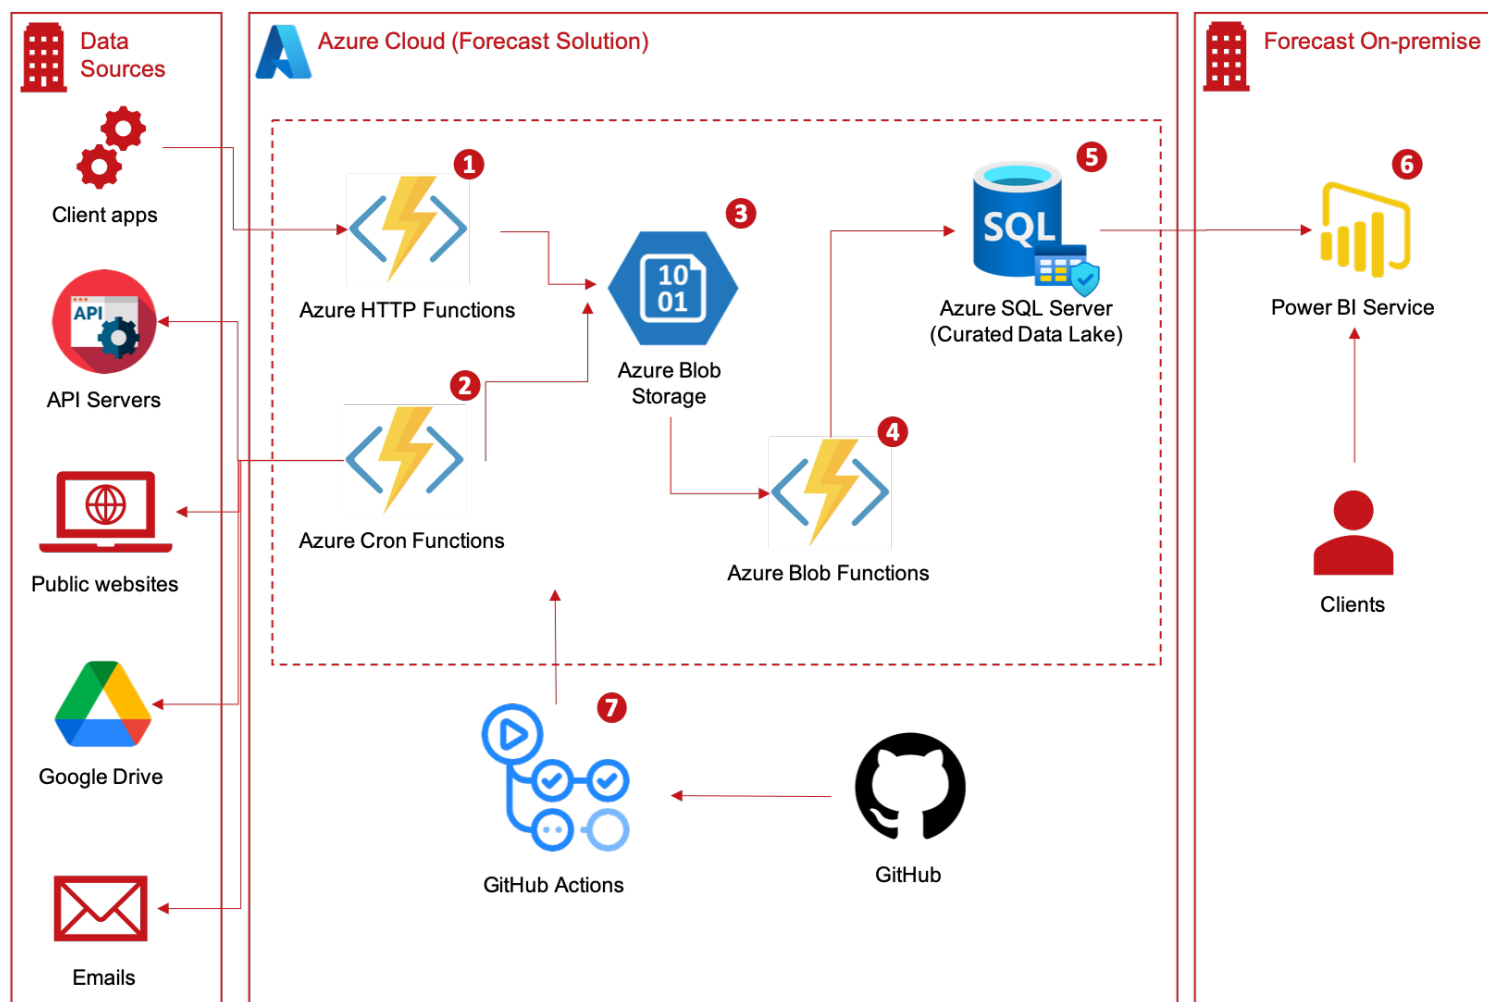 Data
Sources
Azure Cloud (Forecast Solution)
Forecast On-premise
Client apps
1
Azure HTTP Functions
3
10
01
Azure Blob
Storage
5
SQL
Azure SQL Server
(Curated Data Lake)
6
Power BI Service
API
API Servers
2
Azure Cron Functions
4
Azure Blob Functions
Public websites
Clients
Google Drive
7
GitHub Actions
GitHub
Emails